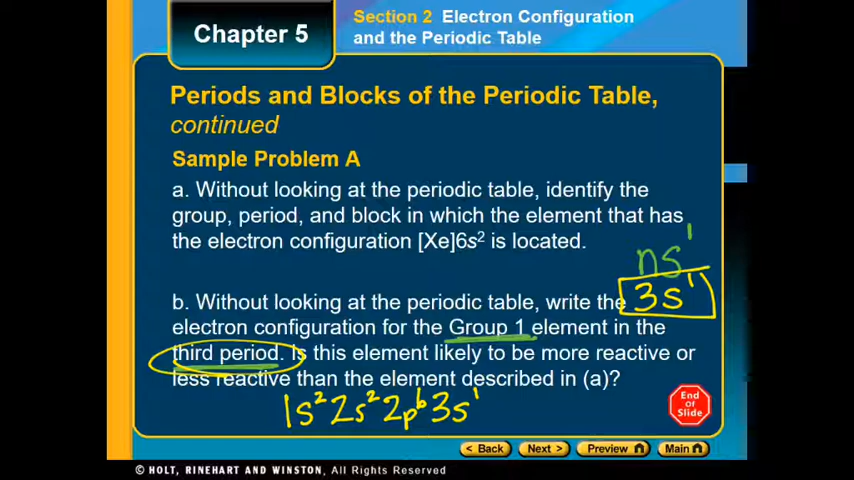 Chapter 5
Section 2 Electron Configuration
and the Periodic Table
Periods and Blocks of the Periodic Table,
continued
Sample Problem A
a. Without looking at the periodic table, identify the
group, period, and block in which the element that has
the electron configuration [Xe]6s² is located.
ns¹
3s¹
b. Without looking at the periodic table, write the
electron configuration for the Group 1 element in the
third period. Is this element likely to be more reactive or
less reactive than the element described in (a)?
1s²2s²2p⁶3s¹
End
of
Slide
< Back Next > Preview Main
© HOLT, RINEHART AND WINSTON, All Rights Reserved